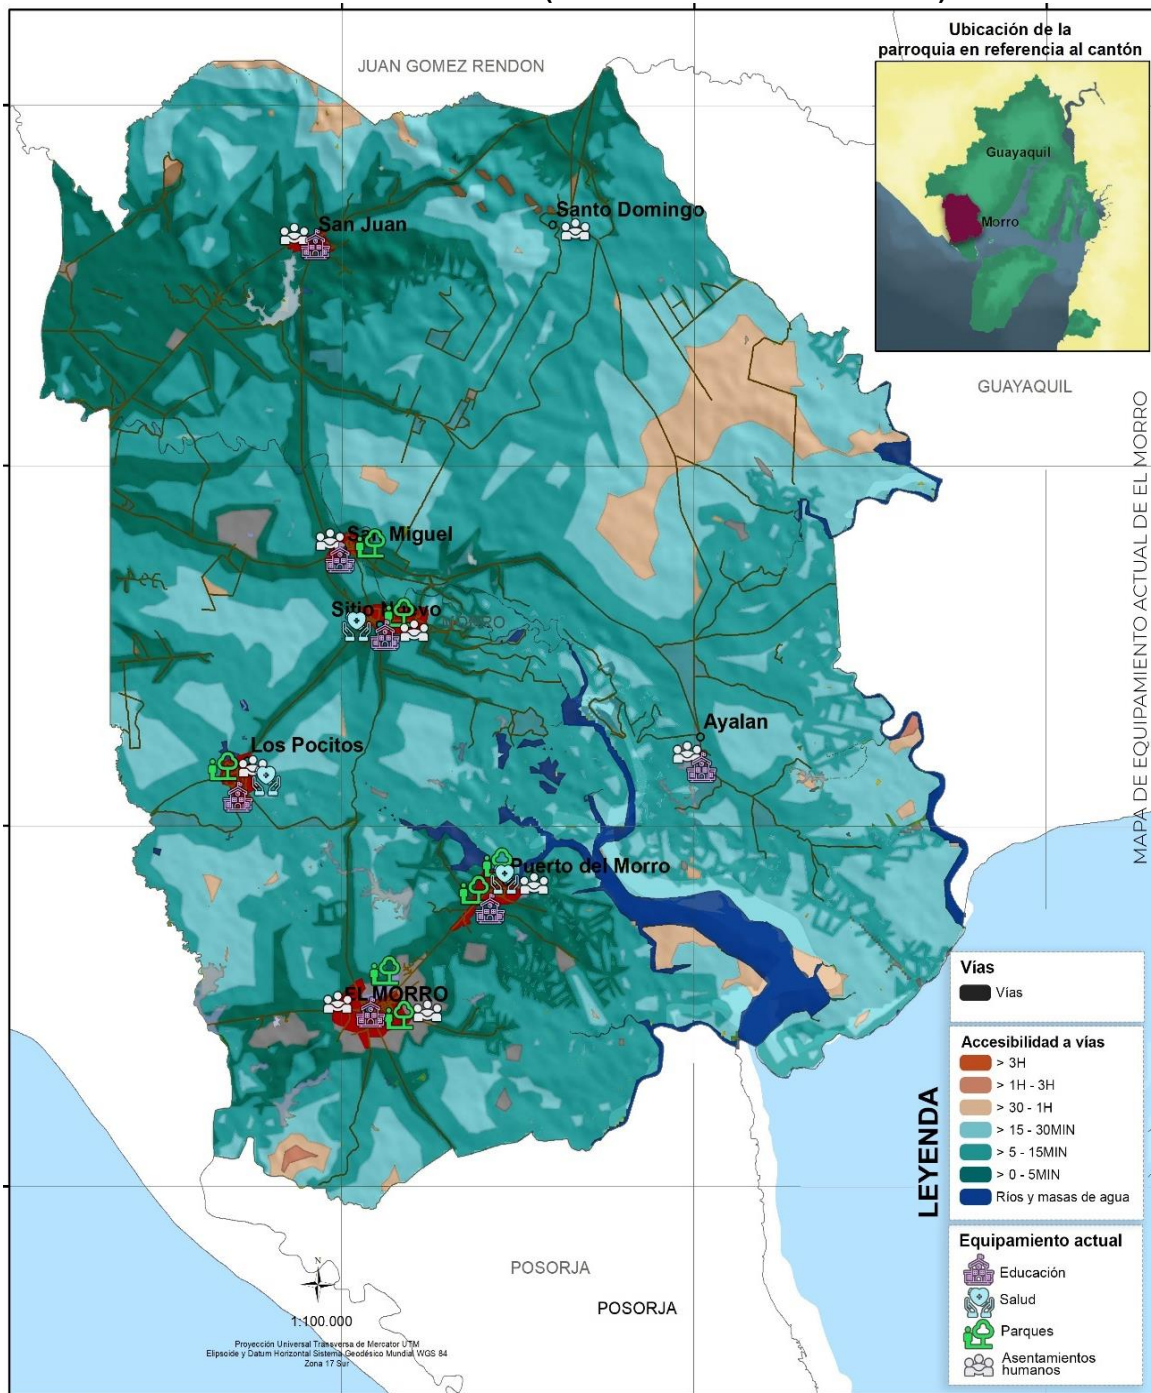 Ubicación de la
parroquia en referencia al cantón
Guayaquil
Morro
JUAN GOMEZ RENDON
San Juan
Santo Domingo
GUAYAQUIL
MAPA DE EQUIPAMIENTO ACTUAL DE EL MORRO
San Miguel
Sitio Nuevo
MORRO
Ayalan
Los Pocitos
Puerto del Morro
EL MORRO
LEYENDA
Vías
Vías
Accesibilidad a vías
> 3H
> 1H - 3H
> 30 - 1H
> 15 - 30MIN
> 5 - 15MIN
> 0 - 5MIN
Ríos y masas de agua
Equipamiento actual
Educación
Salud
Parques
Asentamientos
humanos
POSORJA
POSORJA
N
1:100.000
Proyección Universal Transversa de Mercator UTM
Elipsoide y Datum Horizontal Sistema Geodésico Mundial WGS 84
Zona 17 Sur